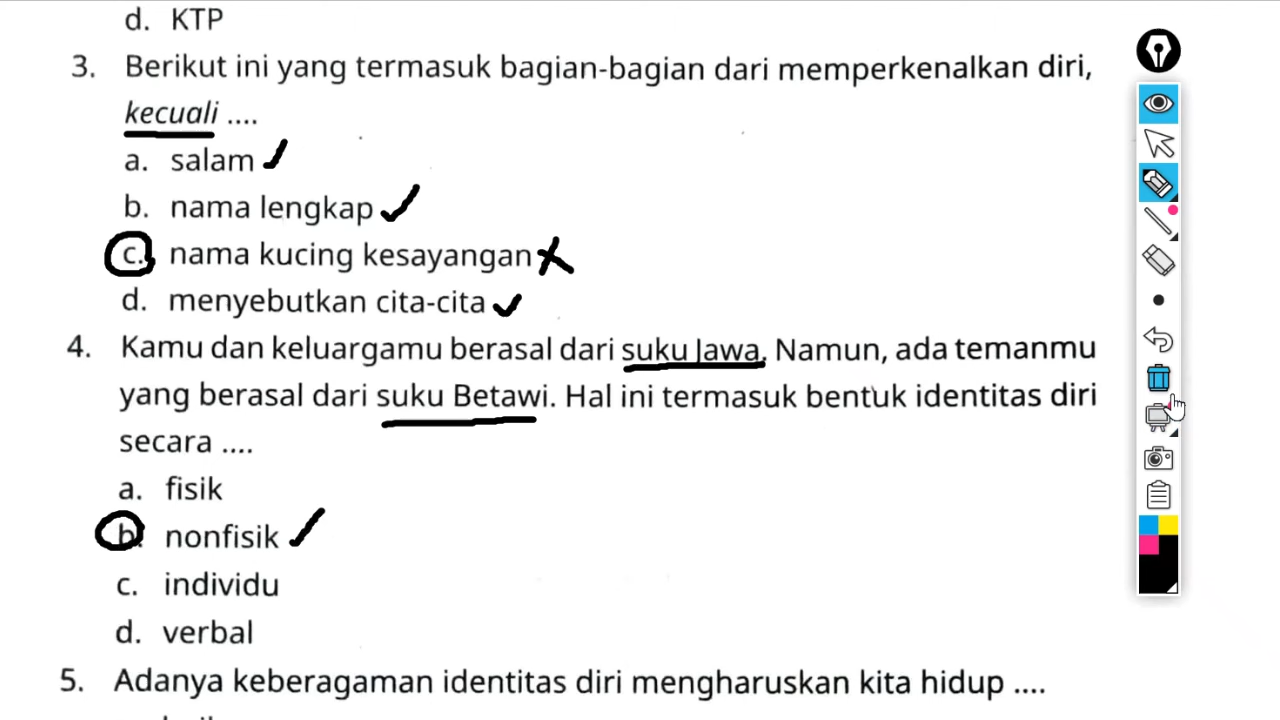 d. KTP
3. Berikut ini yang termasuk bagian-bagian dari memperkenalkan diri,
kecuali ....
a. salam
b. nama lengkap
c. nama kucing kesayangan
d. menyebutkan cita-cita
4. Kamu dan keluargamu berasal dari suku Jawa. Namun, ada temanmu
yang berasal dari suku Betawi. Hal ini termasuk bentuk identitas diri
secara ....
a. fisik
b. nonfisik
c. individu
d. verbal
5. Adanya keberagaman identitas diri mengharuskan kita hidup ....